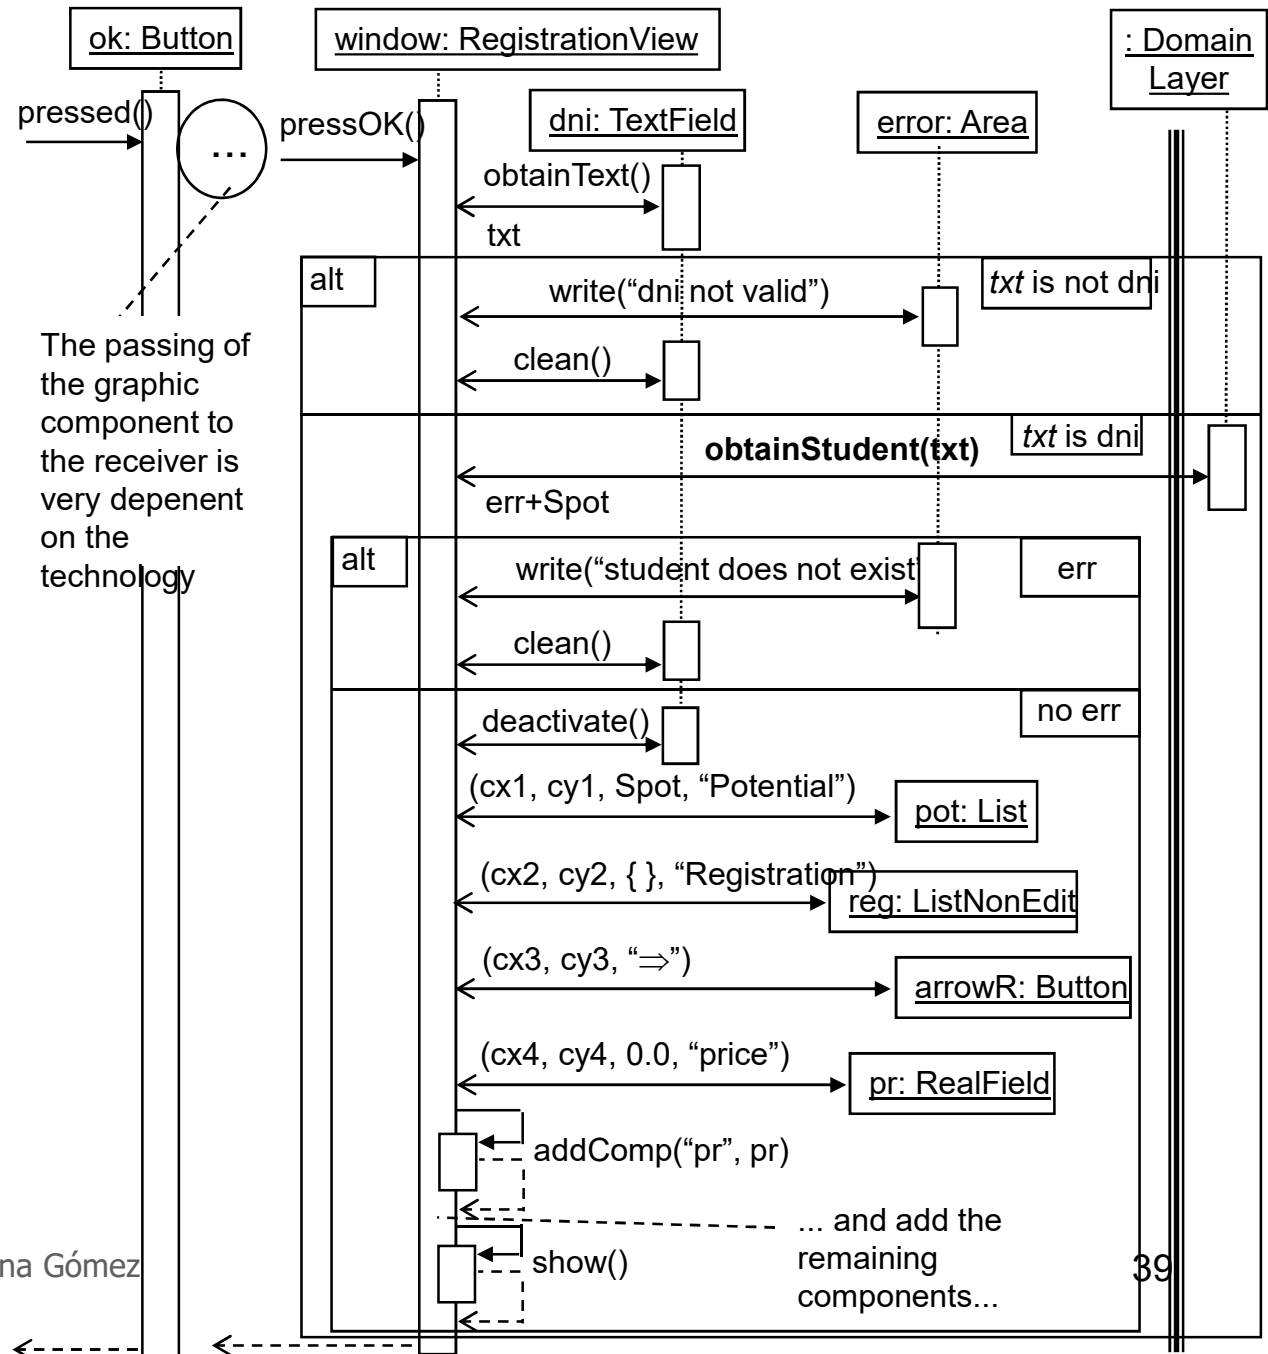 ok: Button
window: RegistrationView
: Domain
Layer
pressed()
...
pressOK()
dni: TextField
error: Area
obtainText()
txt
alt
txt is not dni
write(“dni not valid”)
clean()
The passing of
the graphic
component to
the receiver is
very depenent
on the
technology
txt is dni
obtainStudent(txt)
err+Spot
alt
write(“student does not exist”
err
clean()
no err
deactivate()
(cx1, cy1, Spot, “Potential”)
pot: List
(cx2, cy2, { }, “Registration”)
reg: ListNonEdit
(cx3, cy3, “⇒”)
arrowR: Button
(cx4, cy4, 0.0, “price”)
pr: RealField
addComp(“pr”, pr)
... and add the
remaining
components...
show()
na Gómez
39